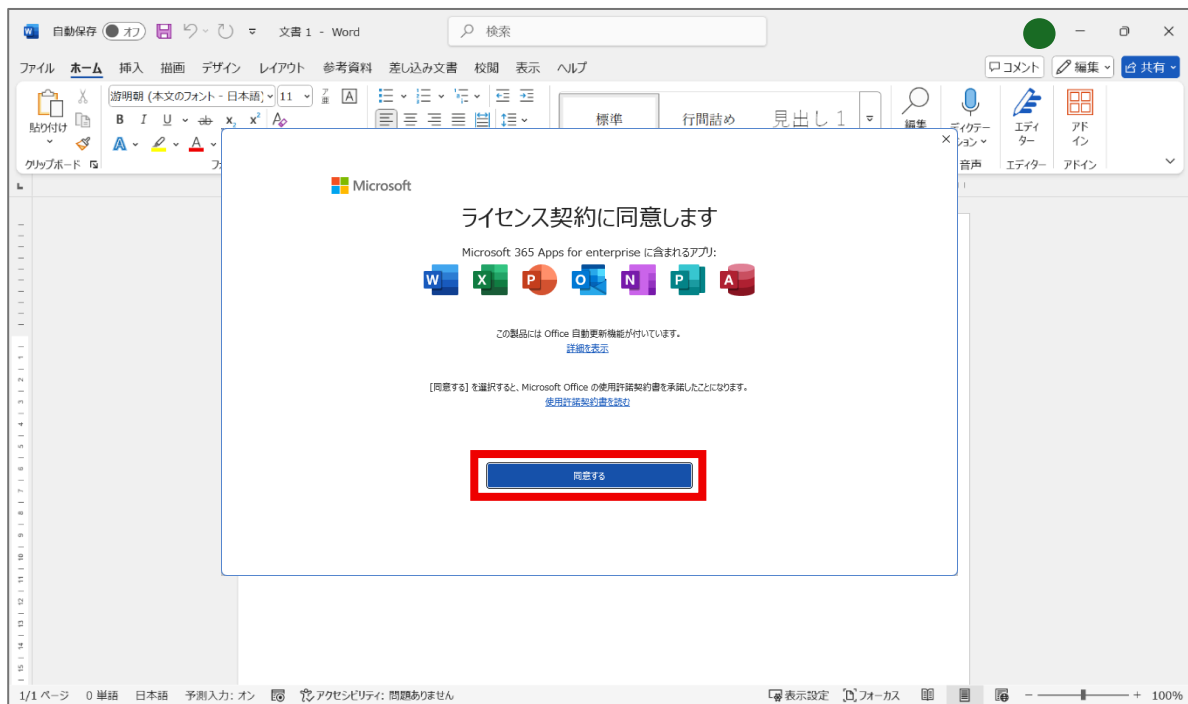 自動保存 オフ 文書 1 - Word 検索
ファイル ホーム 挿入 描画 デザイン レイアウト 参考資料 差し込み文書 校閲 表示 ヘルプ コメント 編集 共有
游明朝 (本文のフォント - 日本語) 11
貼り付け B I U ab x₂ x² A 標準 行間詰め 見出し 1 編集 ディクテーション エディター アドイン
クリップボード 音声 エディター アドイン
Microsoft
ライセンス契約に同意します
Microsoft 365 Apps for enterprise に含まれるアプリ:
W X P O N P A
この製品には Office 自動更新機能が付いています。
詳細を表示
[同意する] を選択すると、Microsoft Office の使用許諾契約書を承諾したことになります。
使用許諾契約書を読む
同意する
1/1 ページ 0 単語 日本語 予測入力: オン アクセシビリティ: 問題ありません 表示設定 フォーカス 100%